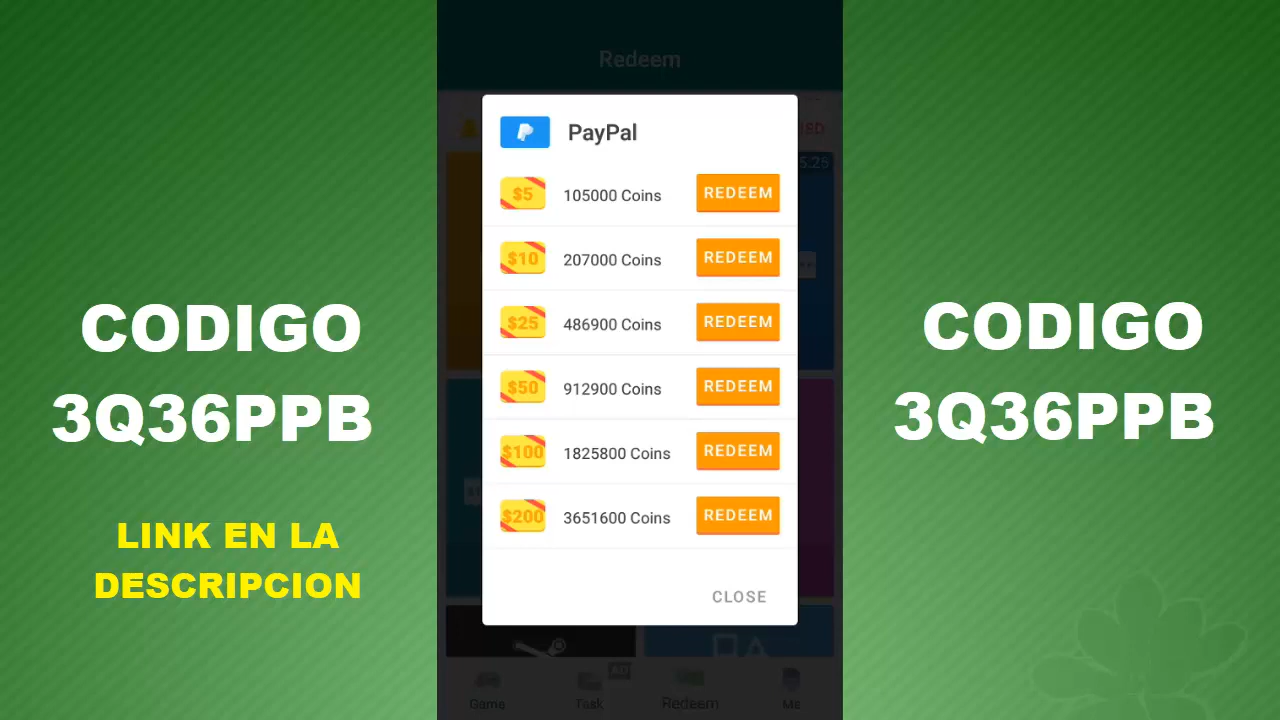 CODIGO
3Q36PPB
LINK EN LA
DESCRIPCION
Redeem
PayPal
$5 105000 Coins REDEEM
$10 207000 Coins REDEEM
$25 486900 Coins REDEEM
$50 912900 Coins REDEEM
$100 1825800 Coins REDEEM
$200 3651600 Coins REDEEM
CLOSE
AD
Game Task Redeem Me
CODIGO
3Q36PPB